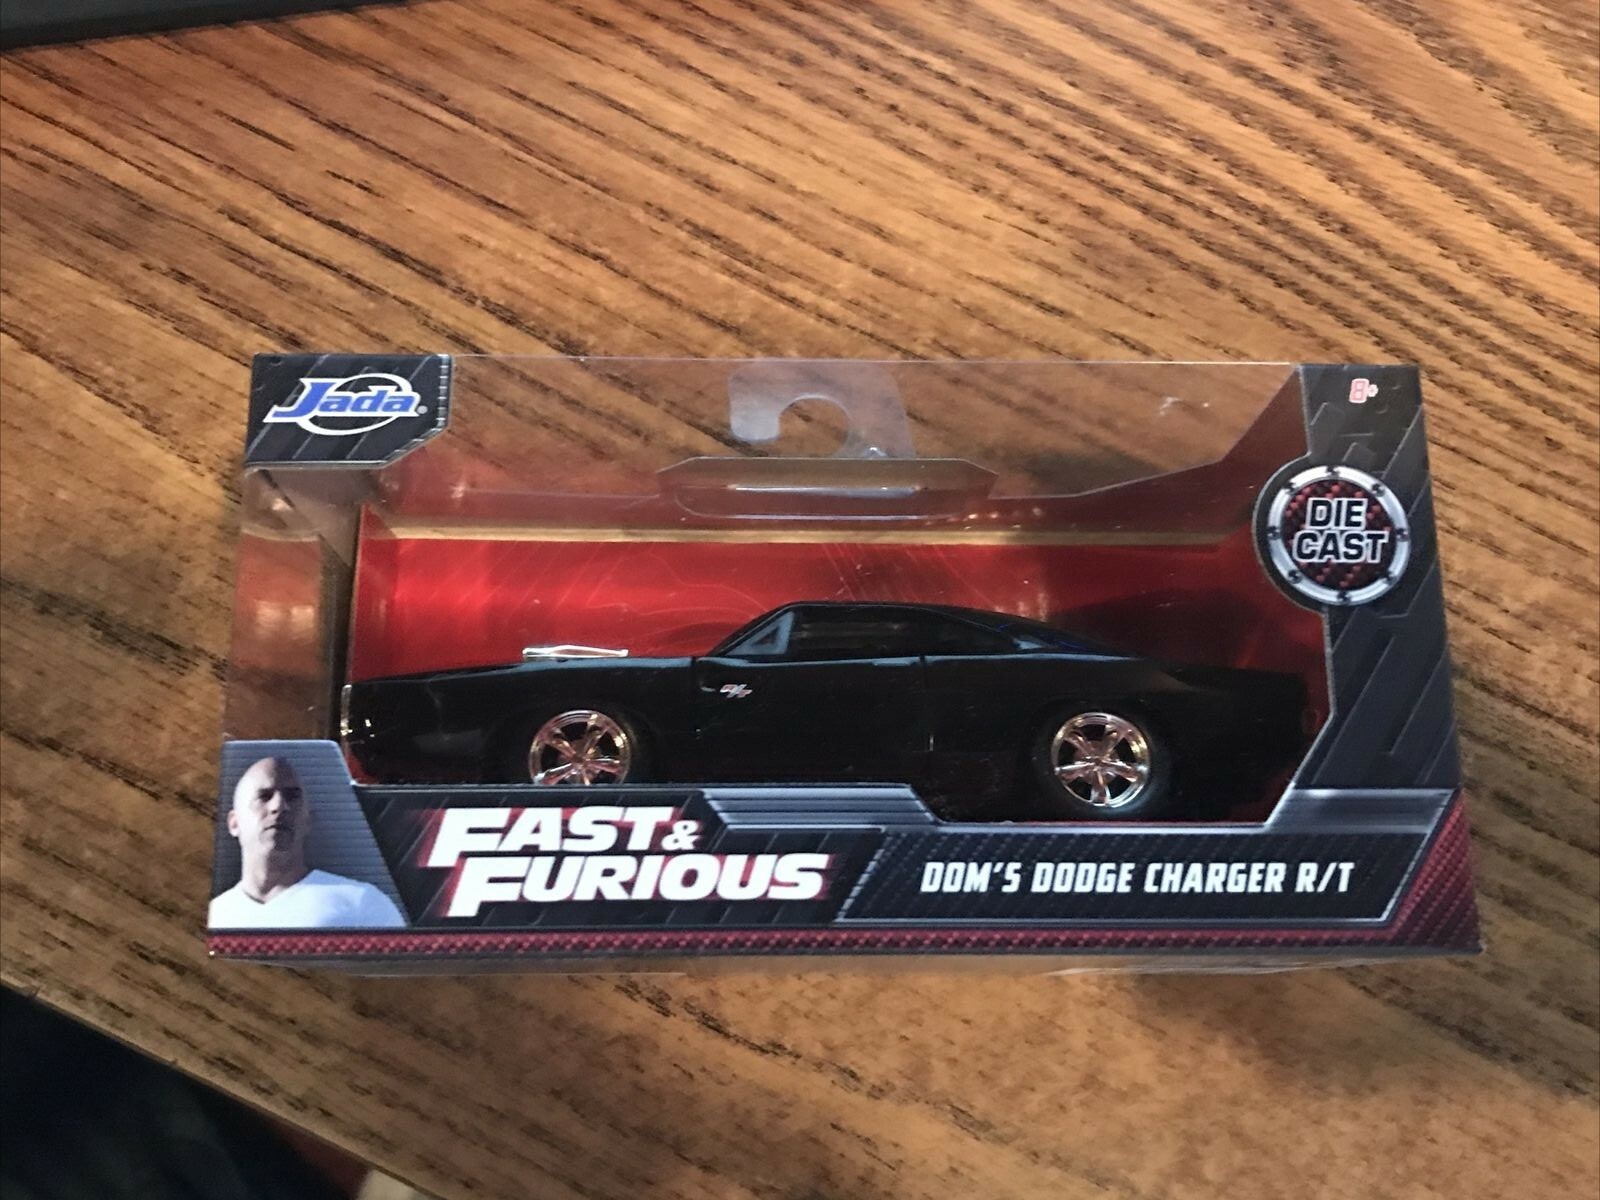 Jada
8+
DIE
CAST
R/T
FAST &
FURIOUS
DOM'S DODGE CHARGER R/T